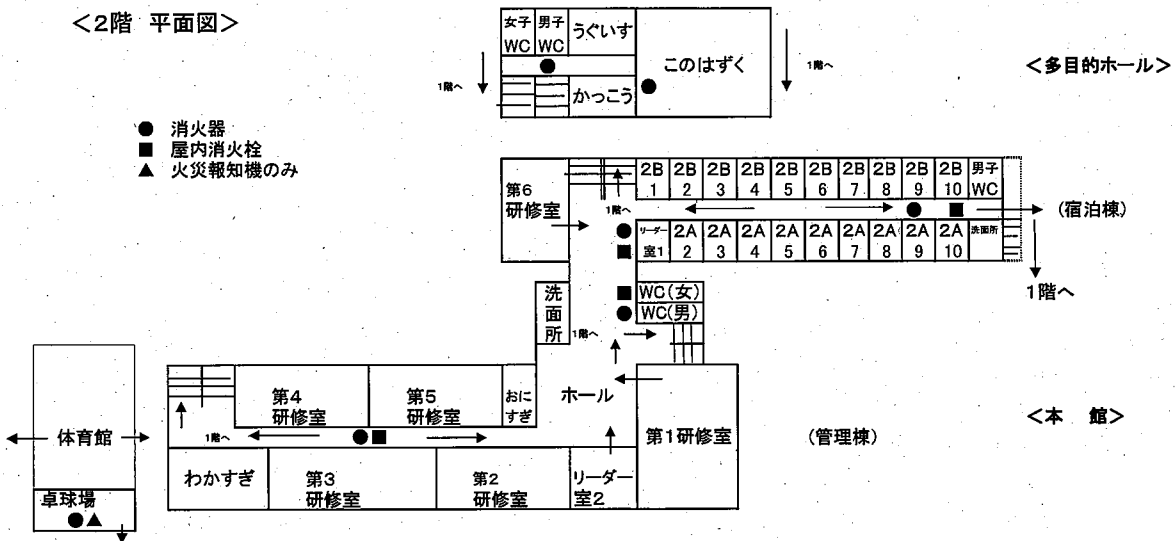 <2階 平面図>
● 消火器
■ 屋内消火栓
▲ 火災報知機のみ
女子
WC
男子
WC
うぐいす
このはずく
かっこう
1階へ
1階へ
<多目的ホール>
第6
研修室
1階へ
2B
1
2B
2
2B
3
2B
4
2B
5
2B
6
2B
7
2B
8
2B
9
2B
10
男子
WC
(宿泊棟)
リーダー
室1
2A
2
2A
3
2A
4
2A
5
2A
6
2A
7
2A
8
2A
9
2A
10
洗面所
1階へ
洗
面
所
WC(女)
WC(男)
1階へ
第4
研修室
第5
研修室
おに
すぎ
ホール
第1研修室
(管理棟)
<本 館>
体育館
1階へ
わかすぎ
第3
研修室
第2
研修室
リーダー
室2
卓球場